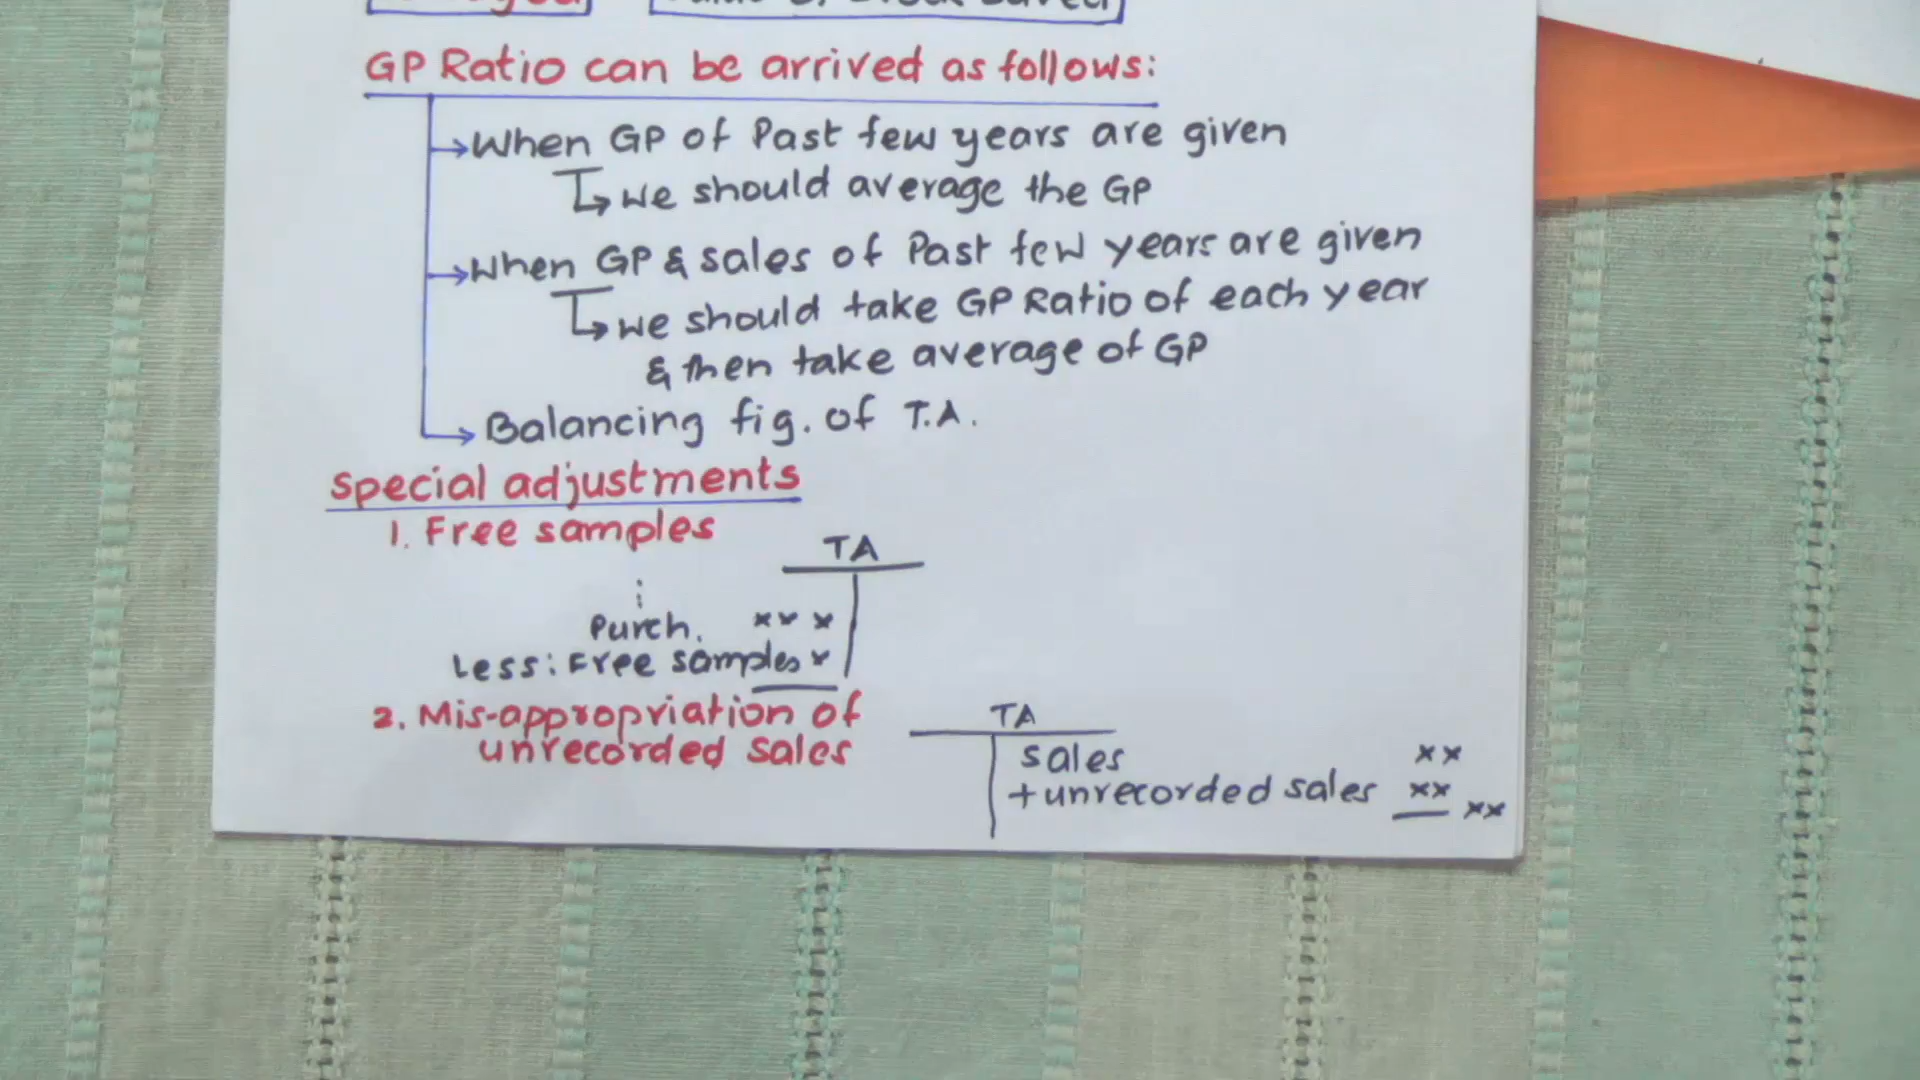 GP Ratio can be arrived as follows:
→When GP of Past few years are given
↳we should average the GP
→When GP & sales of Past few years are given
↳we should take GP Ratio of each year
& then take average of GP
→Balancing fig. of T.A.
Special adjustments
1. Free samples
TA
⋮
Purch. xxx
Less: Free samples x
2. Mis-appropriation of
unrecorded sales
TA
sales xx
+unrecorded sales xx xx